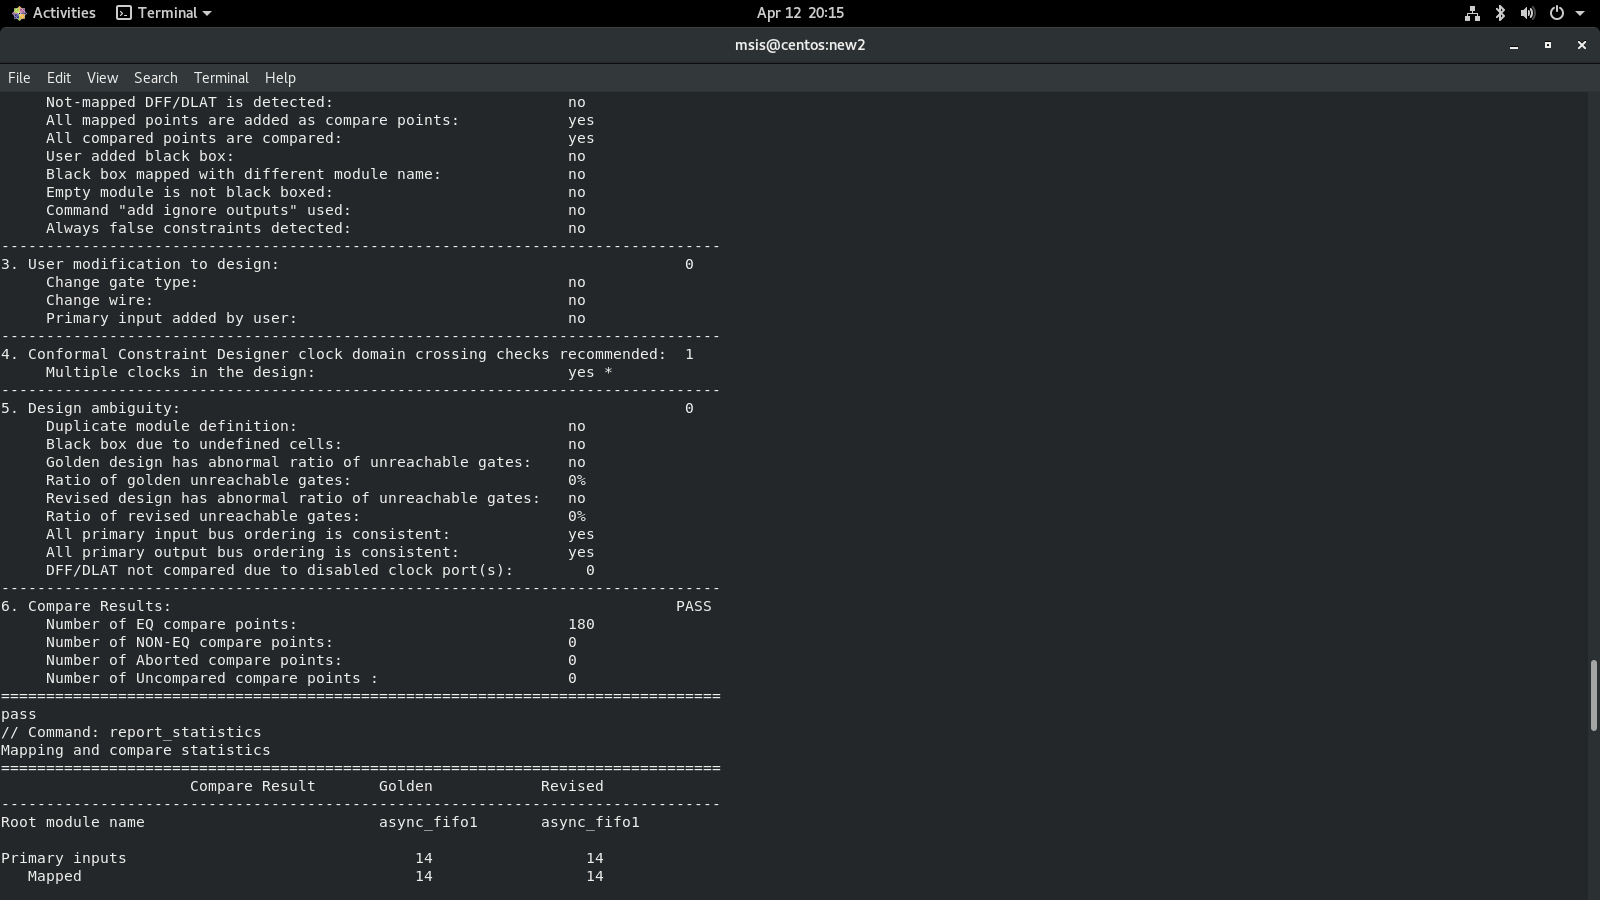 Activities Terminal Apr 12 20:15
msis@centos:new2
File Edit View Search Terminal Help
Not-mapped DFF/DLAT is detected: no
All mapped points are added as compare points: yes
All compared points are compared: yes
User added black box: no
Black box mapped with different module name: no
Empty module is not black boxed: no
Command "add ignore outputs" used: no
Always false constraints detected: no
--------------------------------------------------------------------------------
3. User modification to design: 0
Change gate type: no
Change wire: no
Primary input added by user: no
--------------------------------------------------------------------------------
4. Conformal Constraint Designer clock domain crossing checks recommended: 1
Multiple clocks in the design: yes *
--------------------------------------------------------------------------------
5. Design ambiguity: 0
Duplicate module definition: no
Black box due to undefined cells: no
Golden design has abnormal ratio of unreachable gates: no
Ratio of golden unreachable gates: 0%
Revised design has abnormal ratio of unreachable gates: no
Ratio of revised unreachable gates: 0%
All primary input bus ordering is consistent: yes
All primary output bus ordering is consistent: yes
DFF/DLAT not compared due to disabled clock port(s): 0
--------------------------------------------------------------------------------
6. Compare Results: PASS
Number of EQ compare points: 180
Number of NON-EQ compare points: 0
Number of Aborted compare points: 0
Number of Uncompared compare points : 0
================================================================================
pass
// Command: report_statistics
Mapping and compare statistics
================================================================================
Compare Result Golden Revised
--------------------------------------------------------------------------------
Root module name async_fifo1 async_fifo1
Primary inputs 14 14
Mapped 14 14